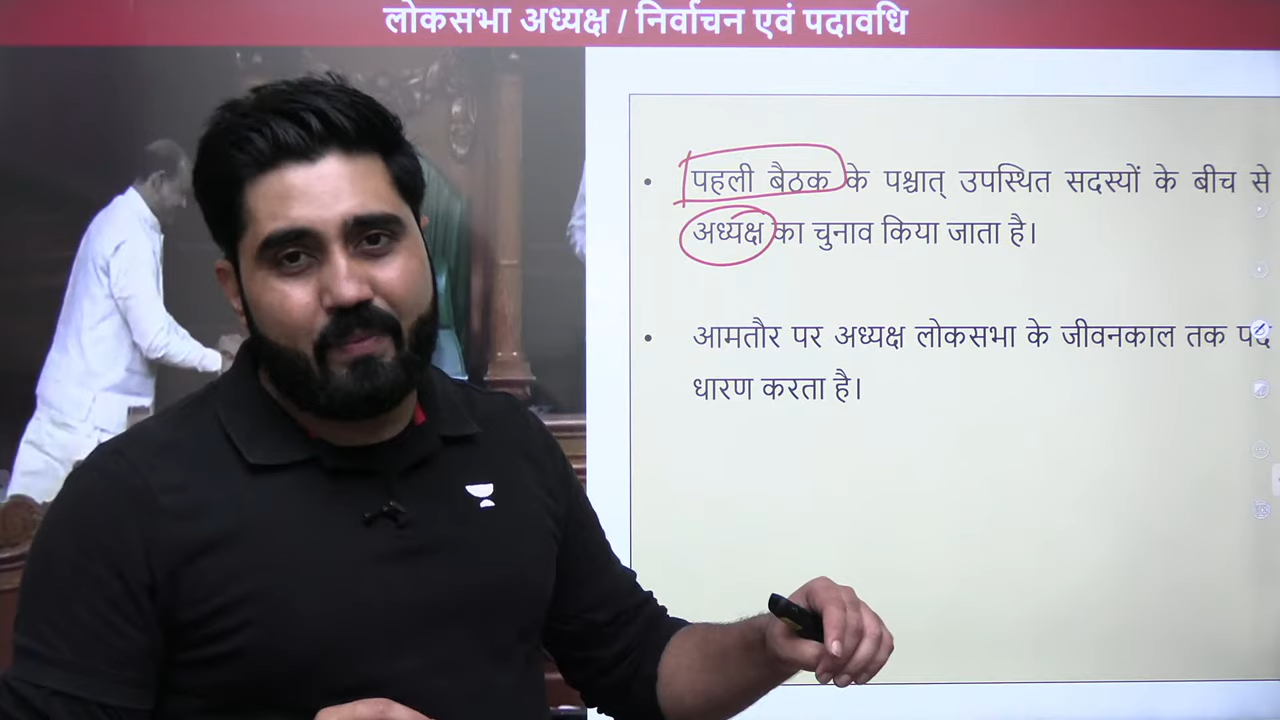 लोकसभा अध्यक्ष / निर्वाचन एवं पदावधि
• पहली बैठक के पश्चात् उपस्थित सदस्यों के बीच से
अध्यक्ष का चुनाव किया जाता है।
• आमतौर पर अध्यक्ष लोकसभा के जीवनकाल तक पद
धारण करता है।